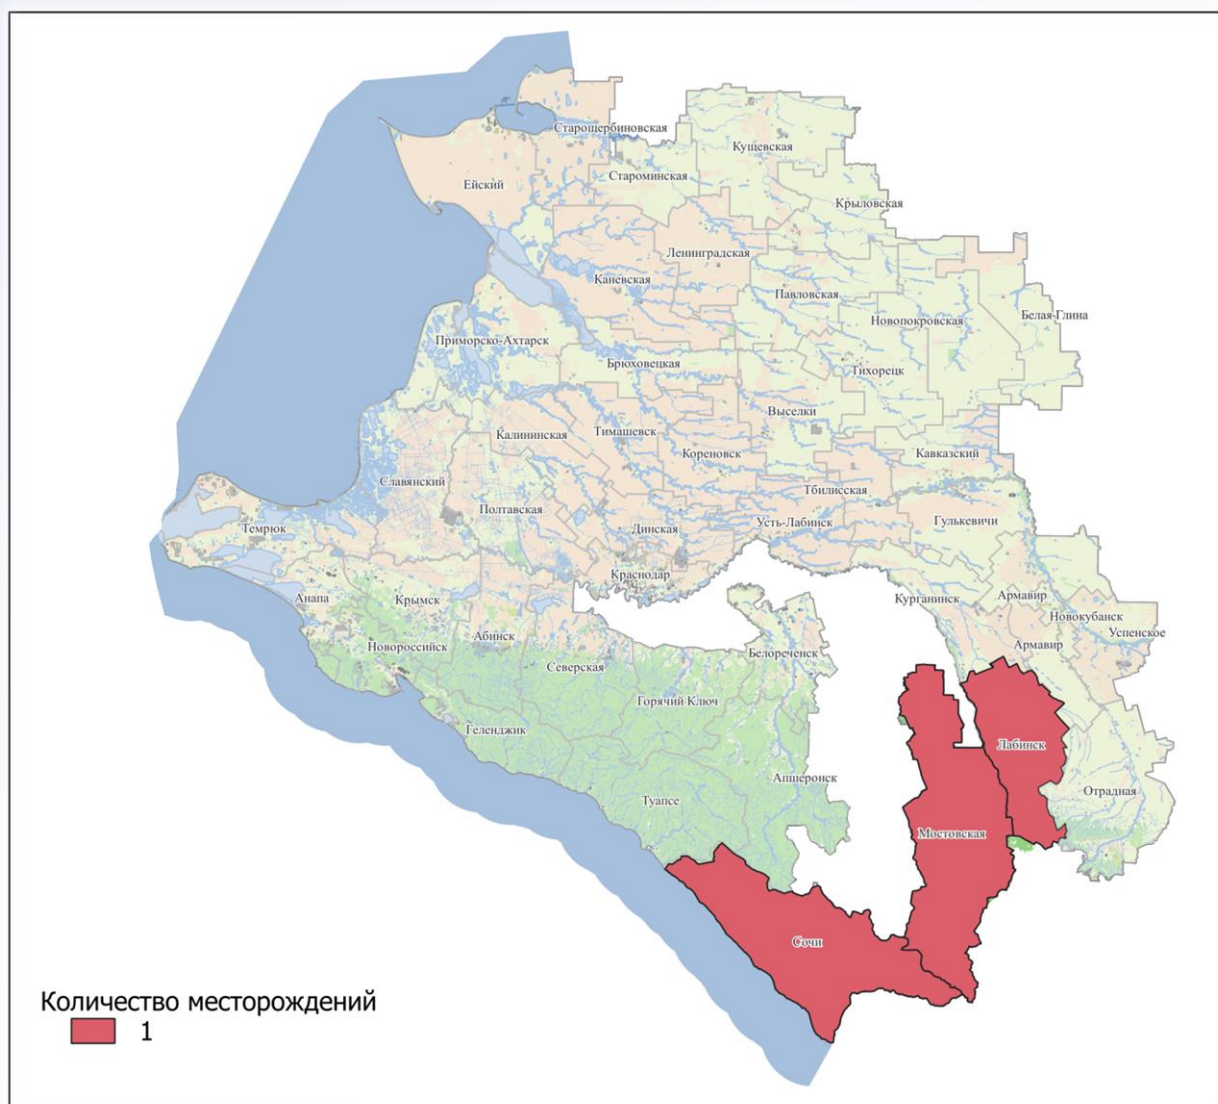 Старощербиновская
Кущевская
Староминская
Ейский
Крыловская
Ленинградская
Каневская
Павловская
Новопокровская
Белая Глина
Приморско-Ахтарск
Брюховецкая
Тихорецк
Выселки
Калининская
Тимашевск
Кореновск
Кавказский
Славянский
Тбилисская
Полтавская
Темрюк
Динская
Усть-Лабинск
Гулькевичи
Краснодар
Анапа
Крымск
Курганинск
Армавир
Новокубанск
Успенское
Абинск
Новороссийск
Армавир
Белореченск
Северская
Горячий Ключ
Геленджик
Лабинск
Апшеронск
Отрадная
Туапсе
Мостовская
Сочи
Количество месторождений
1